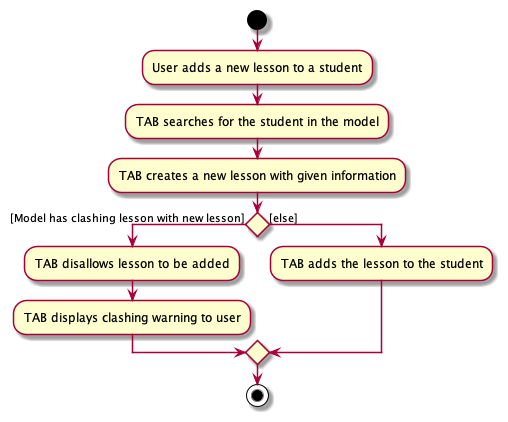 User adds a new lesson to a student
TAB searches for the student in the model
TAB creates a new lesson with given information
[Model has clashing lesson with new lesson]
[else]
TAB disallows lesson to be added
TAB adds the lesson to the student
TAB displays clashing warning to user